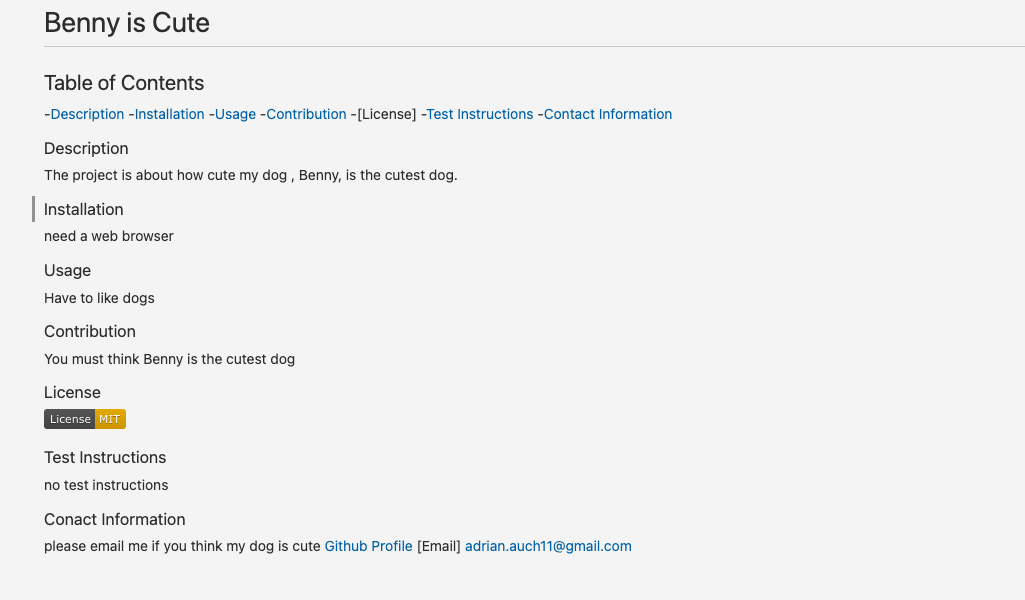 Benny is Cute
Table of Contents
-Description -Installation -Usage -Contribution -[License] -Test Instructions -Contact Information
Description
The project is about how cute my dog , Benny, is the cutest dog.
Installation
need a web browser
Usage
Have to like dogs
Contribution
You must think Benny is the cutest dog
License
License MIT
Test Instructions
no test instructions
Conact Information
please email me if you think my dog is cute Github Profile [Email] adrian.auch11@gmail.com